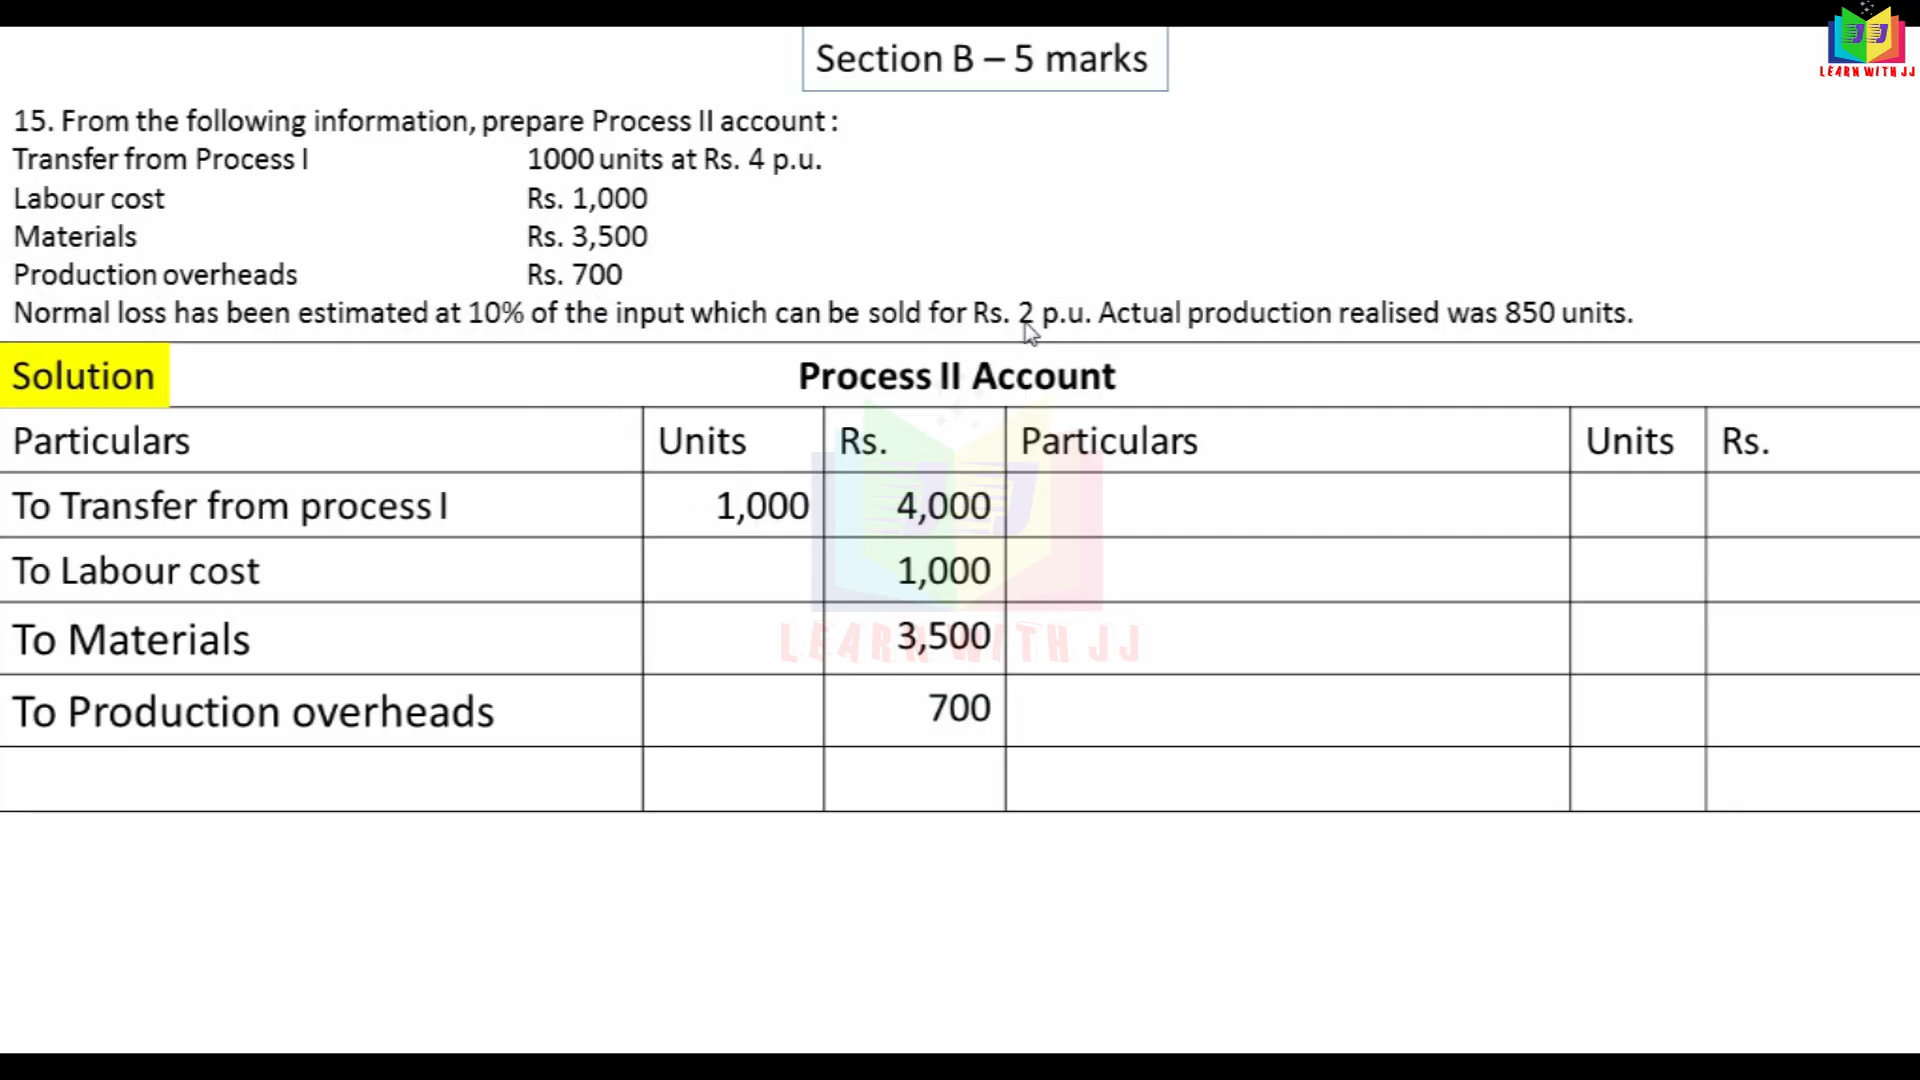 Section B – 5 marks
LEARN WITH JJ
15. From the following information, prepare Process II account :
Transfer from Process I 1000 units at Rs. 4 p.u.
Labour cost Rs. 1,000
Materials Rs. 3,500
Production overheads Rs. 700
Normal loss has been estimated at 10% of the input which can be sold for Rs. 2 p.u. Actual production realised was 850 units.
Solution Process II Account
Particulars Units Rs. Particulars Units Rs.
To Transfer from process I 1,000 4,000
To Labour cost 1,000
To Materials 3,500
LEARN WITH JJ
To Production overheads 700